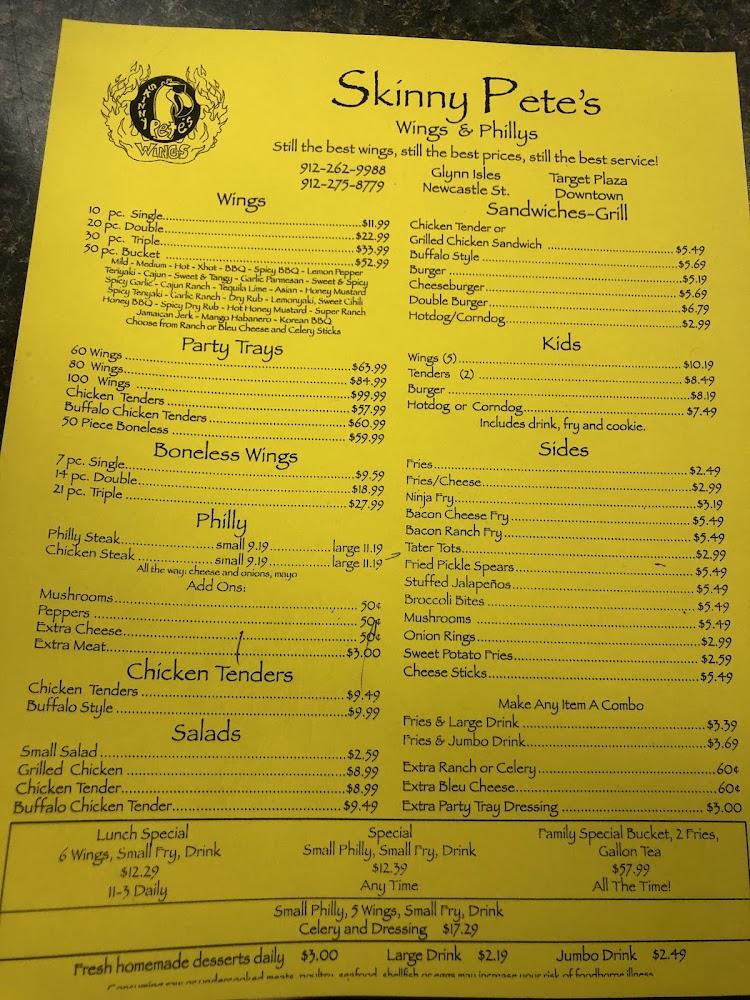 SKINNY
Pete's
WINGS
Skinny Pete's
Wings & Phillys
Still the best wings, still the best prices, still the best service!
912-262-9988 Glynn Isles Target Plaza
912-275-8779 Newcastle St. Downtown
Wings
10 pc. Single $11.99
20 pc. Double $22.99
30 pc. Triple $33.99
50 pc. Bucket $52.99
Mild - Medium - Hot - Xhot - BBQ - Spicy BBQ - Lemon Pepper
Teriyaki - Cajun - Sweet & Tangy - Garlic Parmesan - Sweet & Spicy
Spicy Garlic - Cajun Ranch - Tequila Lime - Asian - Honey Mustard
Spicy Teriyaki - Garlic Ranch - Dry Rub - Lemonyaki, Sweet Cihli
Honey BBQ - Spicy Dry Rub - Hot Honey Mustard - Super Ranch
Jamaican Jerk - Mango Habanero - Korean BBQ
Choose from Ranch or Bleu Cheese and Celery Sticks
Party Trays
60 Wings $63.99
80 Wings $84.99
100 Wings $99.99
Chicken Tenders $57.99
Buffalo Chicken Tenders $60.99
50 Piece Boneless $59.99
Boneless Wings
7 pc. Single $9.59
14 pc. Double $18.99
21 pc. Triple $27.99
Philly
Philly Steak small 9.19 large 11.19
Chicken Steak small 9.19 large 11.19
All the way: cheese and onions, mayo
Add Ons:
Mushrooms 50¢
Peppers 50¢
Extra Cheese 50¢
Extra Meat $3.00
Chicken Tenders
Chicken Tenders $9.49
Buffalo Style $9.99
Salads
Small Salad $2.59
Grilled Chicken $8.99
Chicken Tender $8.99
Buffalo Chicken Tender $9.49
Sandwiches-Grill
Chicken Tender or
Grilled Chicken Sandwich $5.49
Buffalo Style $5.69
Burger $5.19
Cheeseburger $5.69
Double Burger $6.79
Hotdog/Corndog $2.99
Kids
Wings (5) $10.19
Tenders (2) $8.49
Burger $8.19
Hotdog or Corndog $7.49
Includes drink, fry and cookie.
Sides
Fries $2.49
Fries/Cheese $2.99
Ninja Fry $3.19
Bacon Cheese Fry $5.49
Bacon Ranch Fry $5.49
Tater Tots $2.99
Fried Pickle Spears $5.49
Stuffed Jalapeños $5.49
Broccoli Bites $5.49
Mushrooms $5.49
Onion Rings $2.99
Sweet Potato Fries $2.59
Cheese Sticks $5.49
Make Any Item A Combo
Fries & Large Drink $3.39
Fries & Jumbo Drink $3.69
Extra Ranch or Celery 60¢
Extra Bleu Cheese 60¢
Extra Party Tray Dressing $3.00
Lunch Special
6 Wings, Small Fry, Drink
$12.29
11-3 Daily
Special
Small Philly, Small Fry, Drink
$12.39
Any Time
Family Special Bucket, 2 Fries,
Gallon Tea
$57.99
All The Time!
Small Philly, 5 Wings, Small Fry, Drink
Celery and Dressing $17.29
Fresh homemade desserts daily $3.00 Large Drink $2.19 Jumbo Drink $2.49
Consuming raw or undercooked meats, poultry, seafood, shellfish or eggs may increase your risk of foodborne illness